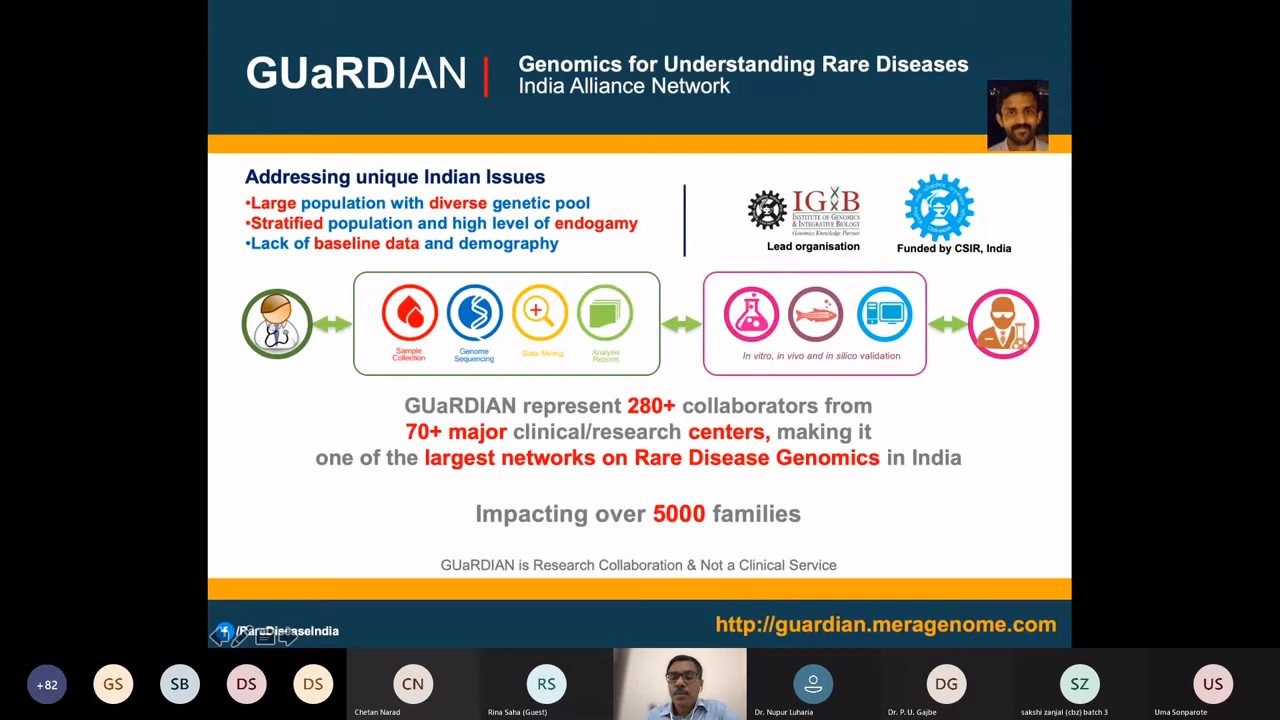 GUaRDIAN
Genomics for Understanding Rare Diseases
India Alliance Network
Addressing unique Indian Issues
•Large population with diverse genetic pool
•Stratified population and high level of endogamy
•Lack of baseline data and demography
IGIB
INSTITUTE OF GENOMICS
& INTEGRATIVE BIOLOGY
Genomics Knowledge Partner
Lead organisation
Funded by CSIR, India
Sample
Collection
Genome
Sequencing
Data Mining
Analysis
Reports
In vitro, in vivo and in silico validation
GUaRDIAN represent 280+ collaborators from
70+ major clinical/research centers, making it
one of the largest networks on Rare Disease Genomics in India
Impacting over 5000 families
GUaRDIAN is Research Collaboration & Not a Clinical Service
/RareDiseaseIndia
http://guardian.meragenome.com
+82
GS
SB
DS
DS
CN
Chetan Narad
RS
Rina Saha (Guest)
Dr. Nupur Luharia
DG
Dr. P. U. Gajbe
SZ
sakshi zanjal (cbz) batch 3
US
Uma Sonparote